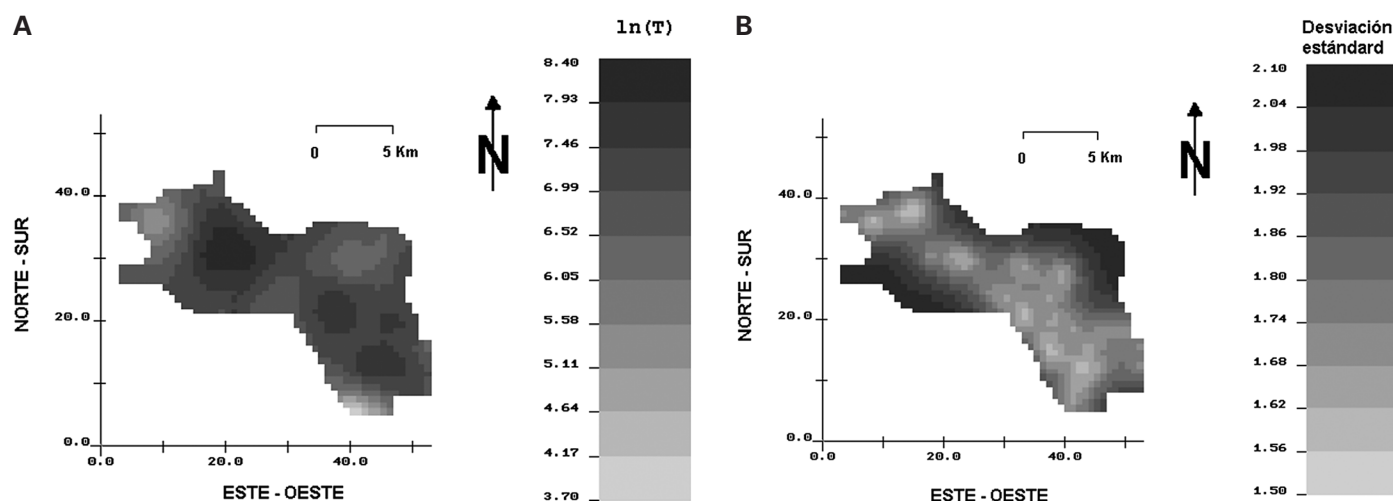 A
ln(T)
8.40
7.93
7.46
6.99
6.52
6.05
5.58
5.11
4.64
4.17
3.70
N
0 5 Km
NORTE - SUR
40.0
20.0
0.0
0.0 20.0 40.0
ESTE - OESTE
B
Desviación
estándard
2.10
2.04
1.98
1.92
1.86
1.80
1.74
1.68
1.62
1.56
1.50
N
0 5 Km
NORTE - SUR
40.0
20.0
0.0
0.0 20.0 40.0
ESTE - OESTE